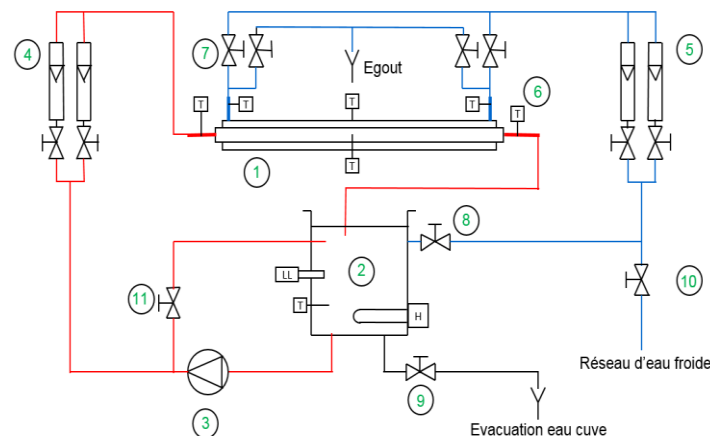 4
7
Egout
5
T
T
T
T
6
T
1
T
8
2
LL
11
T
H
10
Réseau d'eau froide
3
9
Evacuation eau cuve